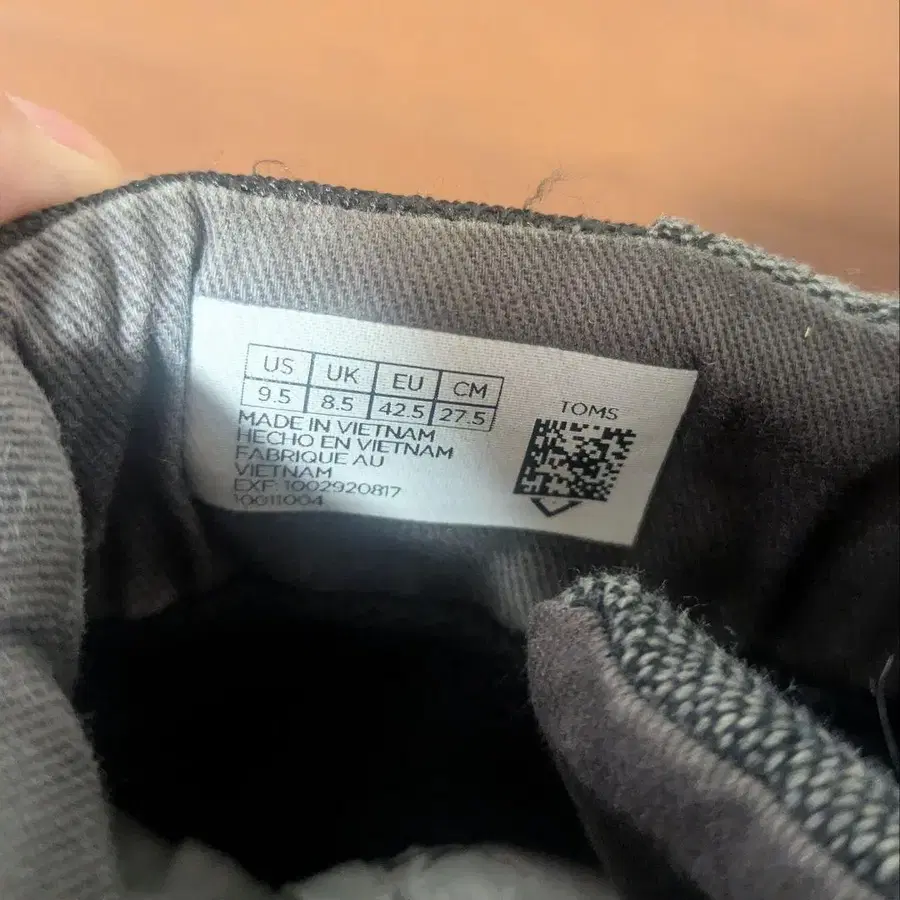 US UK EU CM
9.5 8.5 42.5 27.5
MADE IN VIETNAM
HECHO EN VIETNAM
FABRIQUE AU
VIETNAM
EXF: 1002920817
10011004
TOMS